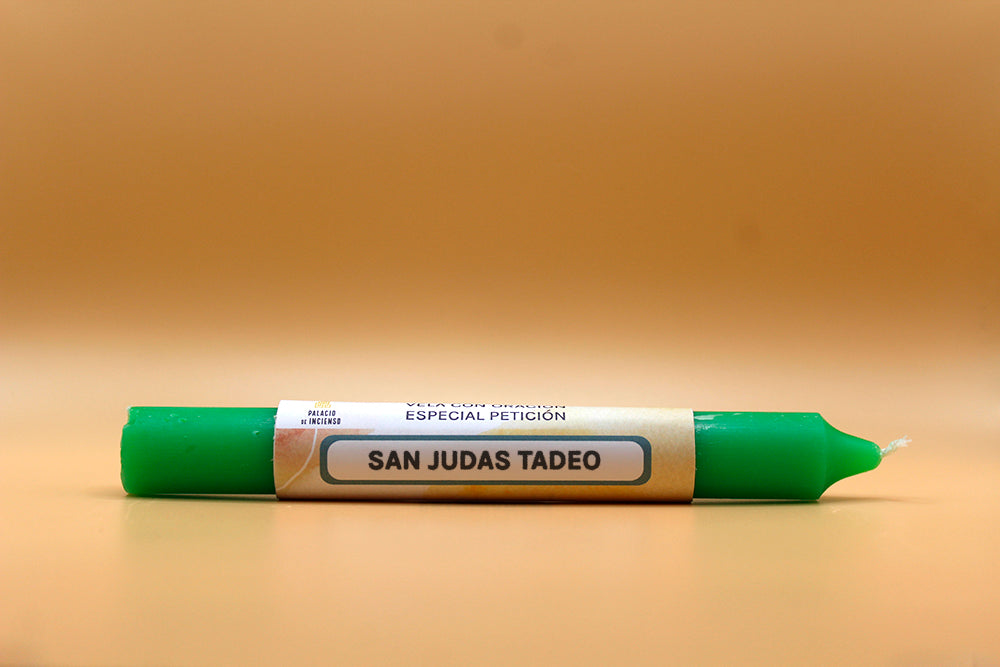 PALACIO
DE INCIENSO
VELA CON ORACIÓN
ESPECIAL PETICIÓN
SAN JUDAS TADEO